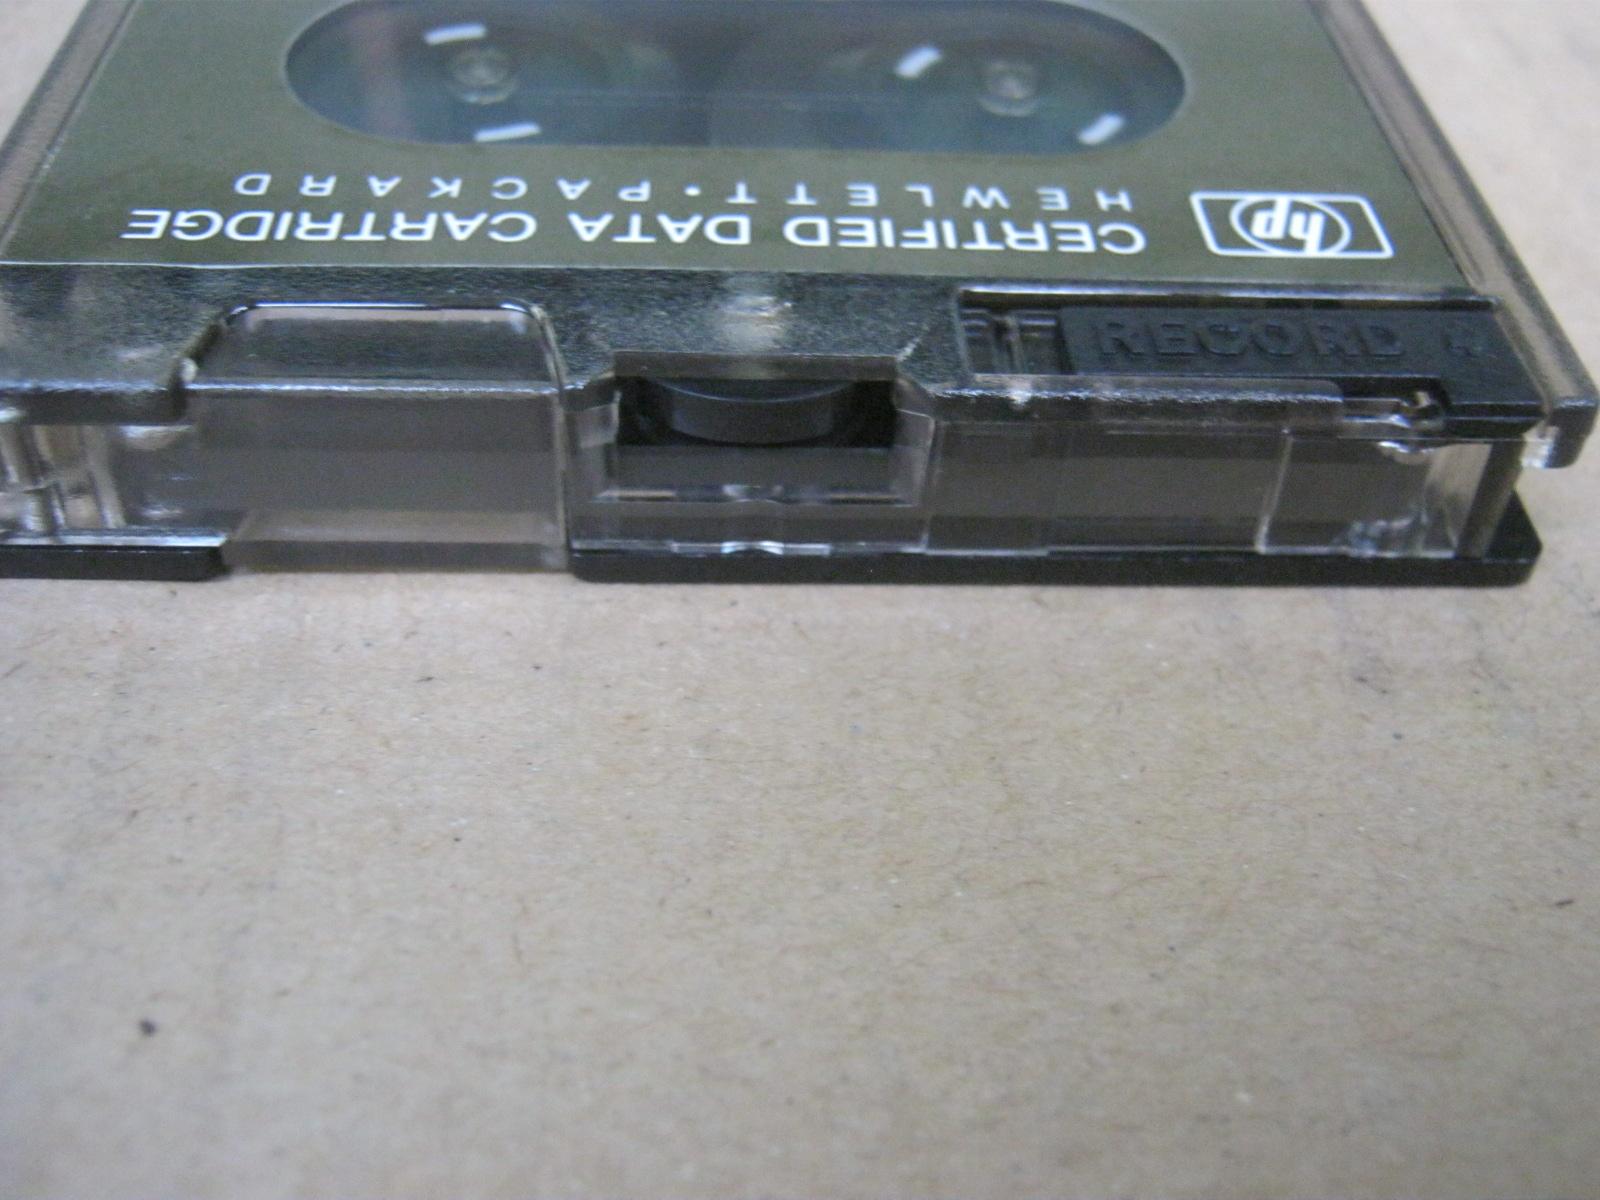 hp
CERTIFIED DATA CARTRIDGE
HEWLETT•PACKARD
RECORD